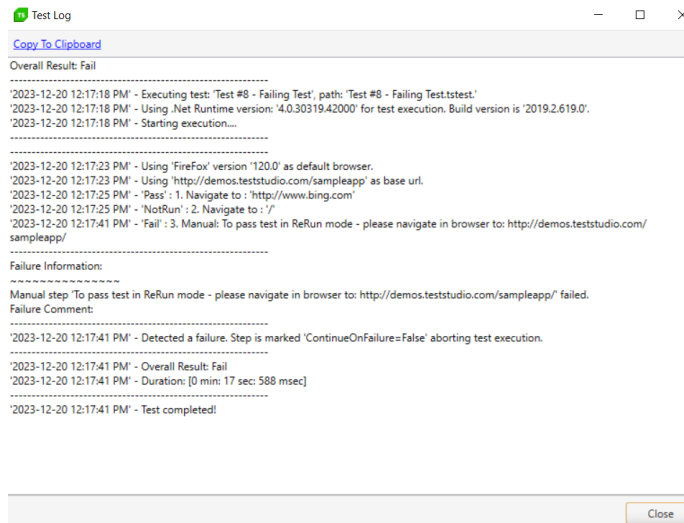 TS Test Log
Copy To Clipboard
Overall Result: Fail
------------------------------------------------------------
'2023-12-20 12:17:18 PM' - Executing test: 'Test #8 - Failing Test', path: 'Test #8 - Failing Test.tstest.'
'2023-12-20 12:17:18 PM' - Using .Net Runtime version: '4.0.30319.42000' for test execution. Build version is '2019.2.619.0'.
'2023-12-20 12:17:18 PM' - Starting execution....
------------------------------------------------------------
------------------------------------------------------------
'2023-12-20 12:17:23 PM' - Using 'FireFox' version '120.0' as default browser.
'2023-12-20 12:17:23 PM' - Using 'http://demos.teststudio.com/sampleapp' as base url.
'2023-12-20 12:17:25 PM' - 'Pass' : 1. Navigate to : 'http://www.bing.com'
'2023-12-20 12:17:25 PM' - 'NotRun' : 2. Navigate to : '/'
'2023-12-20 12:17:41 PM' - 'Fail' : 3. Manual: To pass test in ReRun mode - please navigate in browser to: http://demos.teststudio.com/
sampleapp/
------------------------------------------------------------
Failure Information:
~~~~~~~~~~~~~~~
Manual step 'To pass test in ReRun mode - please navigate in browser to: http://demos.teststudio.com/sampleapp/' failed.
Failure Comment:
------------------------------------------------------------
'2023-12-20 12:17:41 PM' - Detected a failure. Step is marked 'ContinueOnFailure=False' aborting test execution.
------------------------------------------------------------
'2023-12-20 12:17:41 PM' - Overall Result: Fail
'2023-12-20 12:17:41 PM' - Duration: [0 min: 17 sec: 588 msec]
------------------------------------------------------------
'2023-12-20 12:17:41 PM' - Test completed!
Close